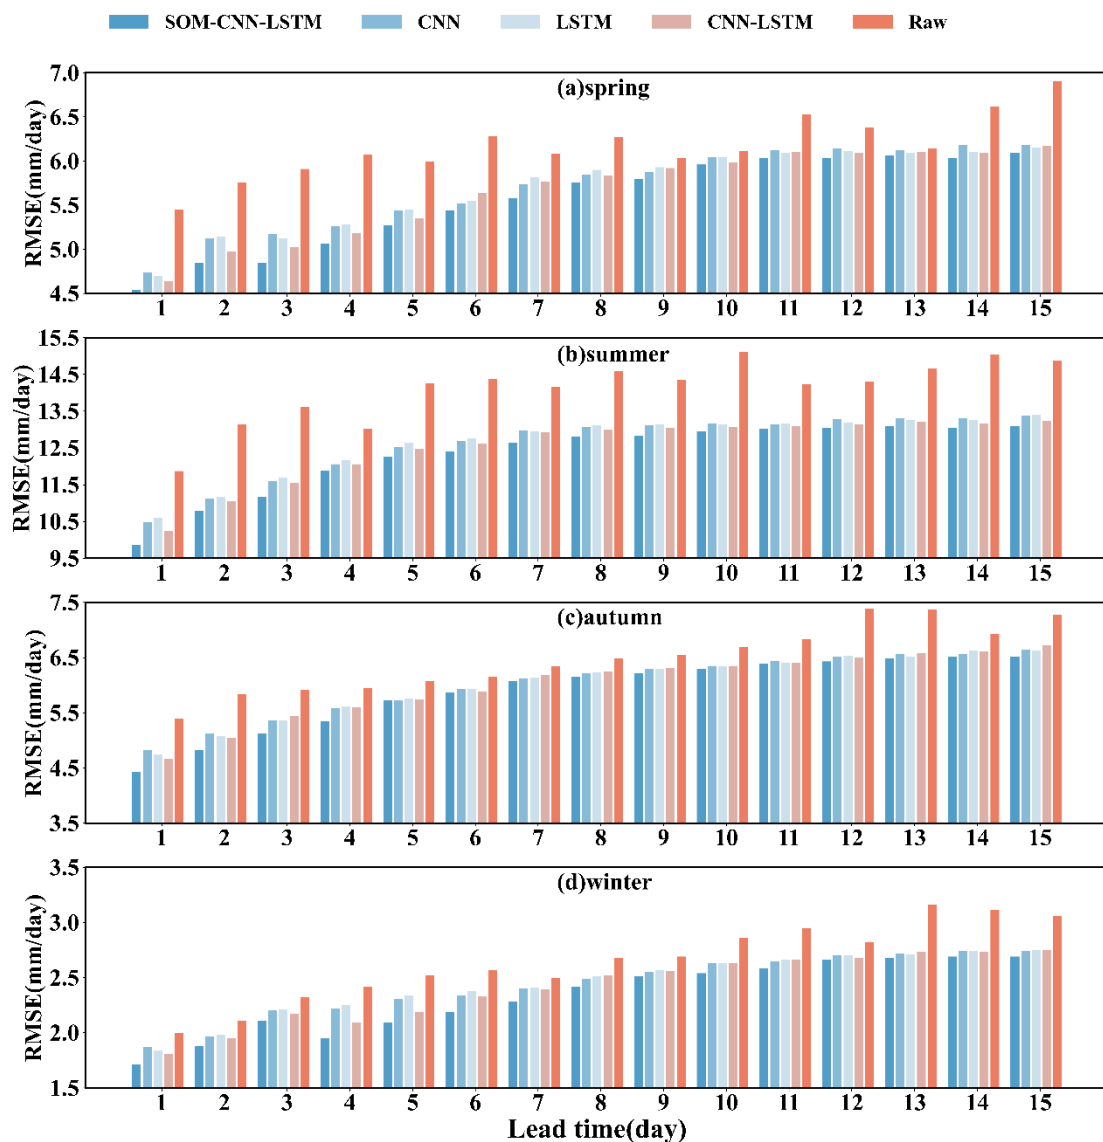 SOM-CNN-LSTM CNN LSTM CNN-LSTM Raw
(a)spring
RMSE(mm/day)
7.0
6.5
6.0
5.5
5.0
4.5
1 2 3 4 5 6 7 8 9 10 11 12 13 14 15
(b)summer
RMSE(mm/day)
15.5
14.5
13.5
12.5
11.5
10.5
9.5
1 2 3 4 5 6 7 8 9 10 11 12 13 14 15
(c)autumn
RMSE(mm/day)
7.5
6.5
5.5
4.5
3.5
1 2 3 4 5 6 7 8 9 10 11 12 13 14 15
(d)winter
RMSE(mm/day)
3.5
3.0
2.5
2.0
1.5
1 2 3 4 5 6 7 8 9 10 11 12 13 14 15
Lead time(day)